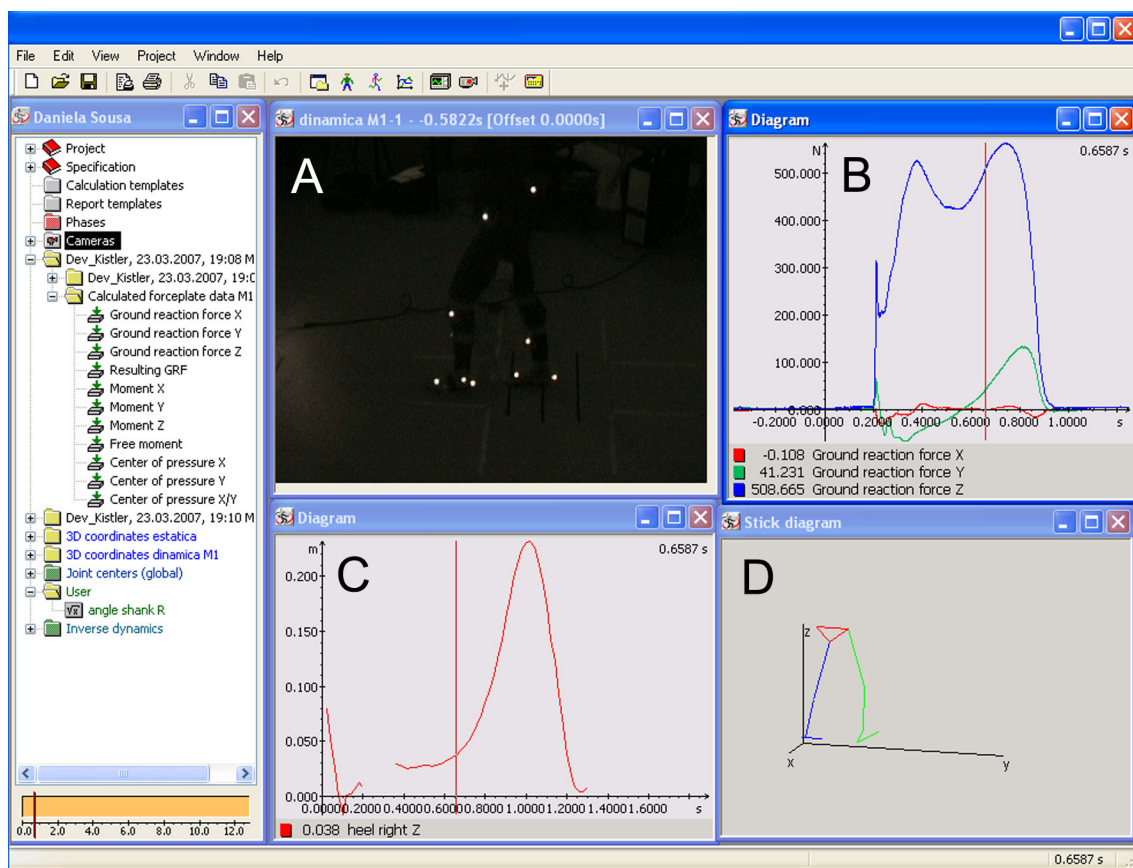 File Edit View Project Window Help
Daniela Sousa
Project
Specification
Calculation templates
Report templates
Phases
Cameras
Dev_Kistler, 23.03.2007, 19:08 M
Dev_Kistler, 23.03.2007, 19:0
Calculated forceplate data M1
Ground reaction force X
Ground reaction force Y
Ground reaction force Z
Resulting GRF
Moment X
Moment Y
Moment Z
Free moment
Center of pressure X
Center of pressure Y
Center of pressure X/Y
Dev_Kistler, 23.03.2007, 19:10 M
3D coordinates estatica
3D coordinates dinamica M1
Joint centers (global)
User
√x angle shank R
Inverse dynamics
0.0 2.0 4.0 6.0 8.0 10.0 12.0
dinamica M1-1 - -0.5822s [Offset 0.0000s]
A
Diagram
N
0.6587 s
B
500.000
400.000
300.000
200.000
100.000
0.000
-0.2000 0.0000 0.2000 0.4000 0.6000 0.8000 1.0000 s
-0.108 Ground reaction force X
41.231 Ground reaction force Y
508.665 Ground reaction force Z
Diagram
m
0.6587 s
C
0.200
0.150
0.100
0.050
0.000
0.0000 0.2000 0.4000 0.6000 0.8000 1.0000 1.2000 1.4000 1.6000 s
0.038 heel right Z
Stick diagram
D
z
x
y
0.6587 s